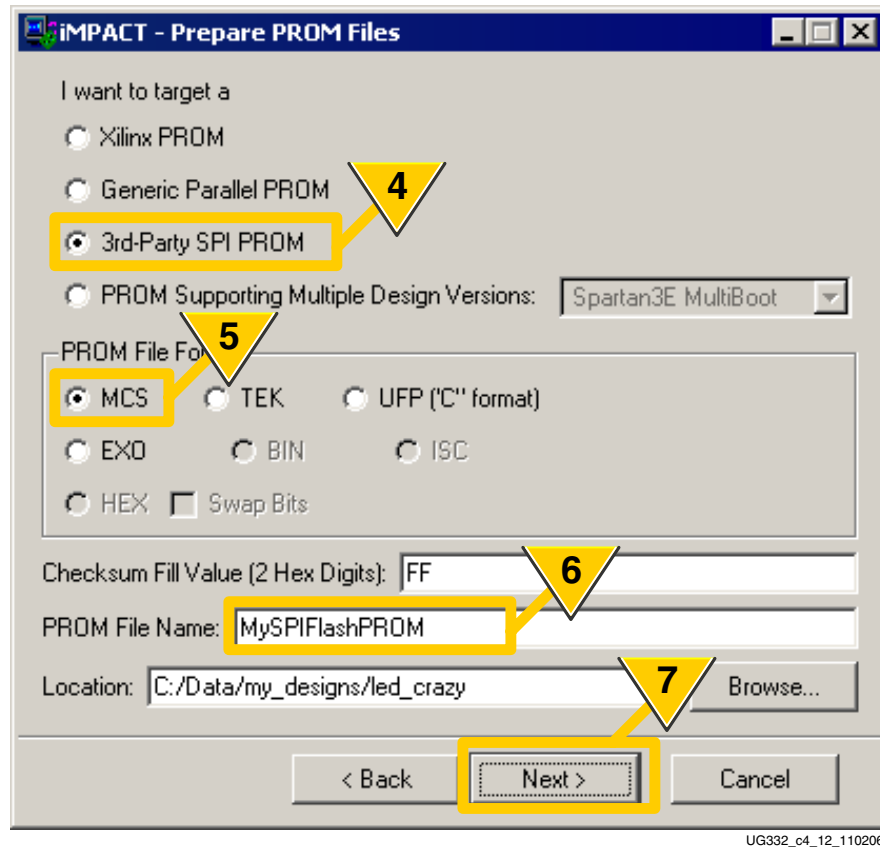 iMPACT - Prepare PROM Files
I want to target a
Xilinx PROM
Generic Parallel PROM
4
3rd-Party SPI PROM
PROM Supporting Multiple Design Versions: Spartan3E MultiBoot
5
PROM File Fo
MCS TEK UFP ('C" format)
EXO BIN ISC
HEX Swap Bits
Checksum Fill Value (2 Hex Digits): FF
6
PROM File Name: MySPIFlashPROM
Location: C:/Data/my_designs/led_crazy 7 Browse...
< Back Next > Cancel
UG332_c4_12_110206